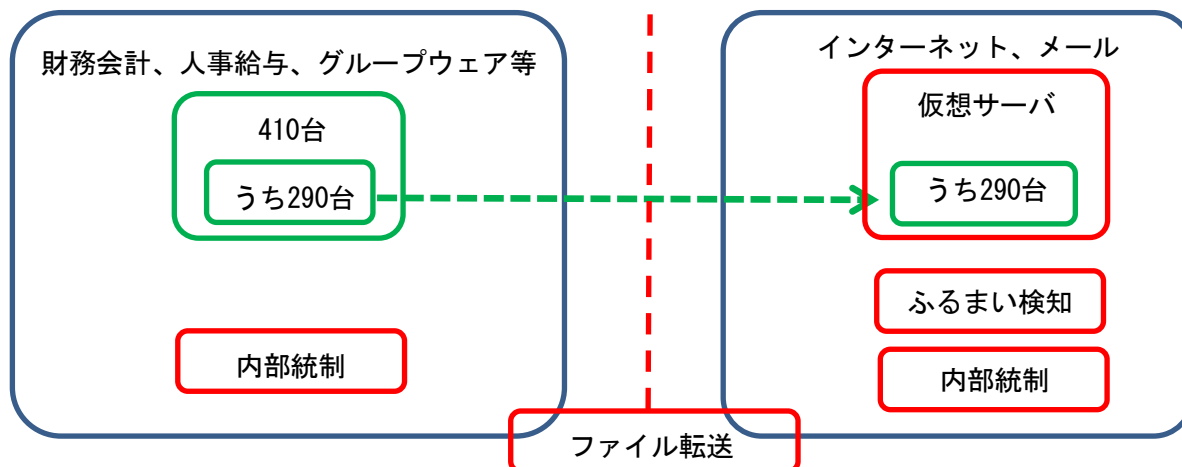 財務会計、人事給与、グループウェア等
410台
うち290台
内部統制
インターネット、メール
仮想サーバ
うち290台
ふるまい検知
内部統制
ファイル転送